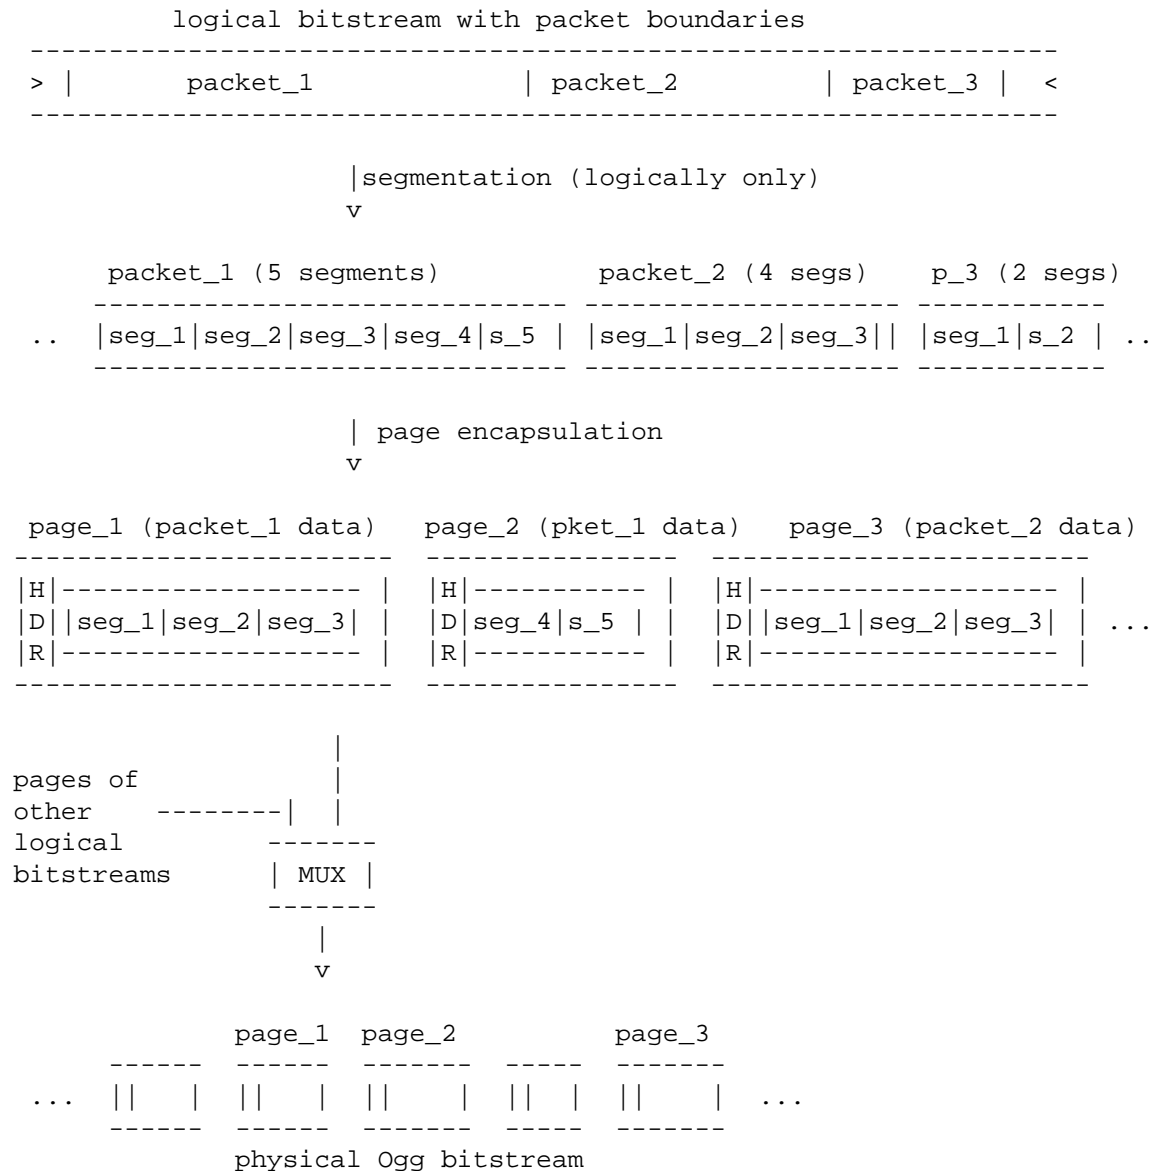 logical bitstream with packet boundaries
-----------------------------------------------------------------
> |       packet_1             | packet_2         | packet_3 |  <
-----------------------------------------------------------------
|segmentation (logically only)
v
packet_1 (5 segments)          packet_2 (4 segs)    p_3 (2 segs)
------------------------------ -------------------- ------------
..  |seg_1|seg_2|seg_3|seg_4|s_5 | |seg_1|seg_2|seg_3|| |seg_1|s_2 | ..
------------------------------ -------------------- ------------
| page encapsulation
v
page_1 (packet_1 data)   page_2 (pket_1 data)   page_3 (packet_2 data)
------------------------  ----------------  ------------------------
|H|------------------- |  |H|----------- |  |H|------------------- |
|D||seg_1|seg_2|seg_3| |  |D|seg_4|s_5 | |  |D||seg_1|seg_2|seg_3| | ...
|R|------------------- |  |R|----------- |  |R|------------------- |
------------------------  ----------------  ------------------------
|
pages of            |
other    --------|  |
logical         -------
bitstreams      | MUX |
-------
|
v
page_1  page_2          page_3
------  ------  -------  -----  -------
...  ||   |  ||   |  ||    |  ||  |  ||    |  ...
------  ------  -------  -----  -------
physical Ogg bitstream